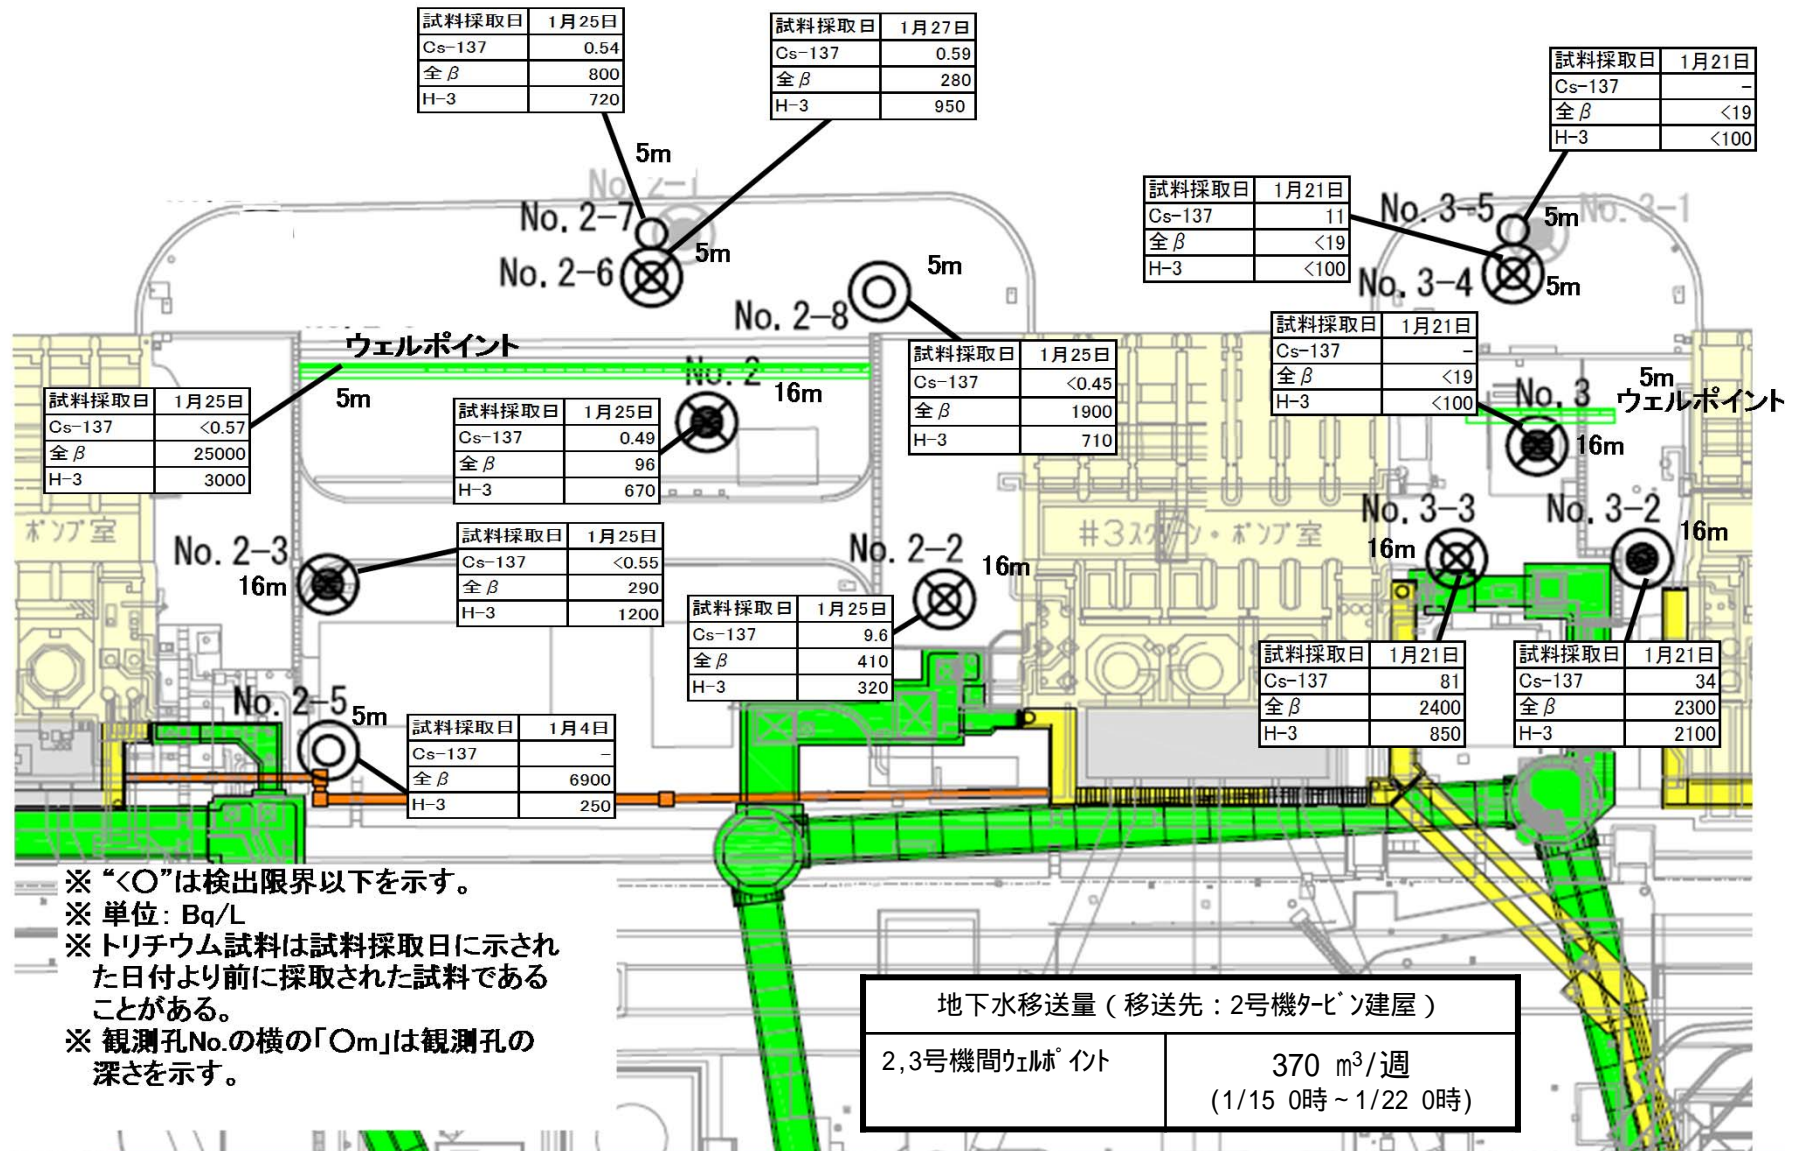 試料採取日 1月25日
Cs-137 0.54
全β 800
H-3 720
試料採取日 1月27日
Cs-137 0.59
全β 280
H-3 950
試料採取日 1月21日
Cs-137 -
全β <19
H-3 <100
試料採取日 1月21日
Cs-137 11
全β <19
H-3 <100
5m
No. 2-1
No. 2-7
No. 2-6
5m
No. 2-8
5m
No. 3-5
5m
No. 3-1
No. 3-4
5m
ウェルポイント
5m
No. 2
16m
試料採取日 1月25日
Cs-137 <0.57
全β 25000
H-3 3000
試料採取日 1月25日
Cs-137 0.49
全β 96
H-3 670
試料採取日 1月25日
Cs-137 <0.45
全β 1900
H-3 710
試料採取日 1月21日
Cs-137 -
全β <19
H-3 <100
5m
No. 3
ウェルポイント
16m
ポンプ室
No. 2-3
16m
試料採取日 1月25日
Cs-137 <0.55
全β 290
H-3 1200
No. 2-2
16m
#3スクリーン・ポンプ室
No. 3-3
16m
No. 3-2
16m
試料採取日 1月25日
Cs-137 9.6
全β 410
H-3 320
試料採取日 1月21日
Cs-137 81
全β 2400
H-3 850
試料採取日 1月21日
Cs-137 34
全β 2300
H-3 2100
No. 2-5
5m
試料採取日 1月4日
Cs-137 -
全β 6900
H-3 250
※ “<〇”は検出限界以下を示す。
※ 単位: Bq/L
※ トリチウム試料は試料採取日に示され
た日付より前に採取された試料である
ことがある。
※ 観測孔No.の横の「〇m」は観測孔の
深さを示す。
地下水移送量(移送先:2号機タービン建屋)
2,3号機間ウェルポイント 370 m³/週
(1/15 0時~1/22 0時)